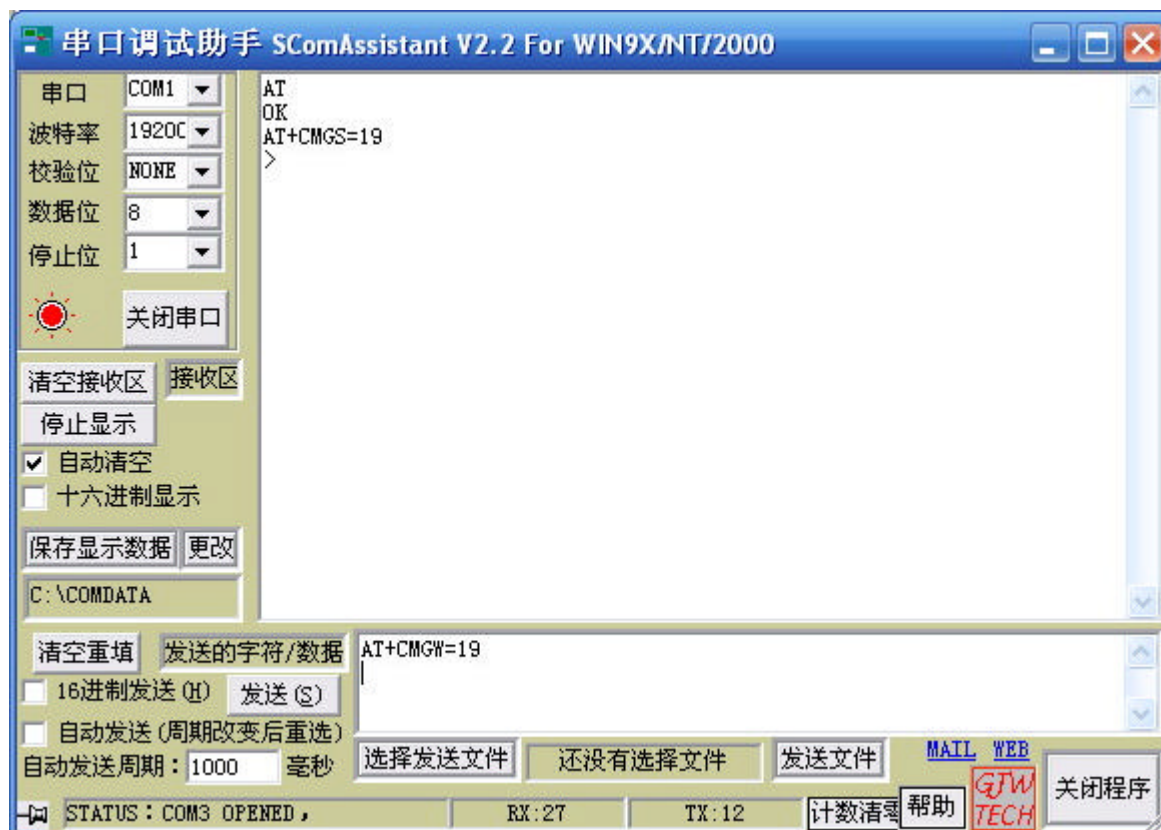 串口调试助手 SComAssistant V2.2 For WIN9X/NT/2000
串口 COM1
波特率 1920C
校验位 NONE
数据位 8
停止位 1
关闭串口
清空接收区 接收区
停止显示
自动清空
十六进制显示
保存显示数据 更改
C:\COMDATA
AT
OK
AT+CMGS=19
>
清空重填 发送的字符/数据
AT+CMGW=19
16进制发送(H) 发送(S)
自动发送(周期改变后重选)
自动发送周期：1000 毫秒
选择发送文件 还没有选择文件 发送文件
MAIL WEB
GJW
TECH
关闭程序
STATUS：COM3 OPENED， RX:27 TX:12 计数清零 帮助